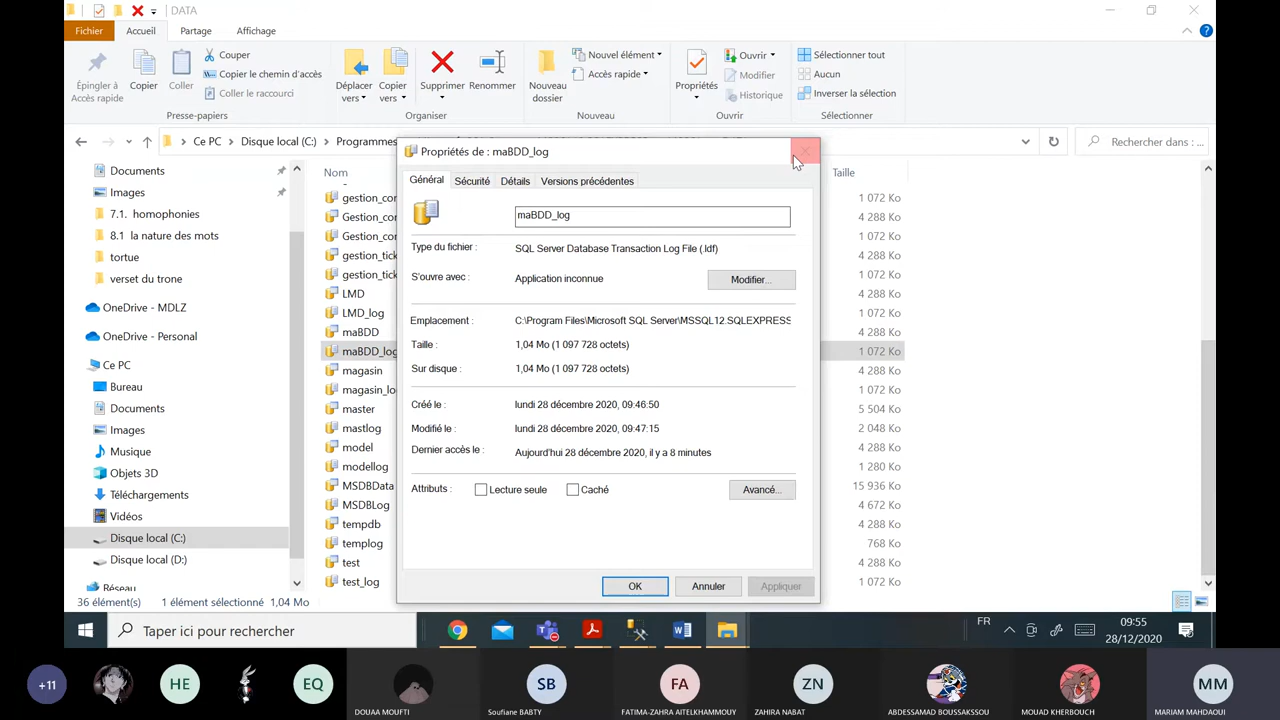 DATA
Fichier
Accueil
Partage
Affichage
Épingler à
Accès rapide
Copier
Coller
Couper
Copier le chemin d'accès
Coller le raccourci
Presse-papiers
Déplacer
vers
Copier
vers
Supprimer
Renommer
Organiser
Nouveau
dossier
Nouvel élément
Accès rapide
Nouveau
Propriétés
Ouvrir
Modifier
Historique
Ouvrir
Sélectionner tout
Aucun
Inverser la sélection
Sélectionner
Ce PC
Disque local (C:)
Programmes
Rechercher dans : ...
Documents
Images
7.1. homophonies
8.1 la nature des mots
tortue
verset du trone
OneDrive - MDLZ
OneDrive - Personal
Ce PC
Bureau
Documents
Images
Musique
Objets 3D
Téléchargements
Vidéos
Disque local (C:)
Disque local (D:)
Réseau
Nom
Taille
gestion_cor 1 072 Ko
Gestion_cor 4 288 Ko
Gestion_cor 1 072 Ko
gestion_tick 4 288 Ko
gestion_tick 1 072 Ko
LMD 4 288 Ko
LMD_log 1 072 Ko
maBDD 4 288 Ko
maBDD_log 1 072 Ko
magasin 4 288 Ko
magasin_lo 1 072 Ko
master 5 504 Ko
mastlog 2 048 Ko
model 4 288 Ko
modellog 1 280 Ko
MSDBData 15 936 Ko
MSDBLog 4 672 Ko
tempdb 4 288 Ko
templog 768 Ko
test 4 288 Ko
test_log 1 072 Ko
Propriétés de : maBDD_log
Général
Sécurité
Détails
Versions précédentes
maBDD_log
Type du fichier : SQL Server Database Transaction Log File (.ldf)
S'ouvre avec : Application inconnue
Modifier...
Emplacement : C:\Program Files\Microsoft SQL Server\MSSQL12.SQLEXPRESS
Taille : 1,04 Mo (1 097 728 octets)
Sur disque : 1,04 Mo (1 097 728 octets)
Créé le : lundi 28 décembre 2020, 09:46:50
Modifié le : lundi 28 décembre 2020, 09:47:15
Dernier accès le : Aujourd'hui 28 décembre 2020, il y a 8 minutes
Attributs : Lecture seule Caché
Avancé...
OK
Annuler
Appliquer
36 élément(s) 1 élément sélectionné 1,04 Mo
Taper ici pour rechercher
FR
09:55
28/12/2020
+11
HE
EQ
DOUAA MOUFTI
SB
Soufiane BABTY
FA
FATIMA-ZAHRA AITELKHAMMOUY
ZN
ZAHIRA NABAT
ABDESSAMAD BOUSSAKSSOU
MOUAD KHERBOUCH
MM
MARIAM MAHDAOUI